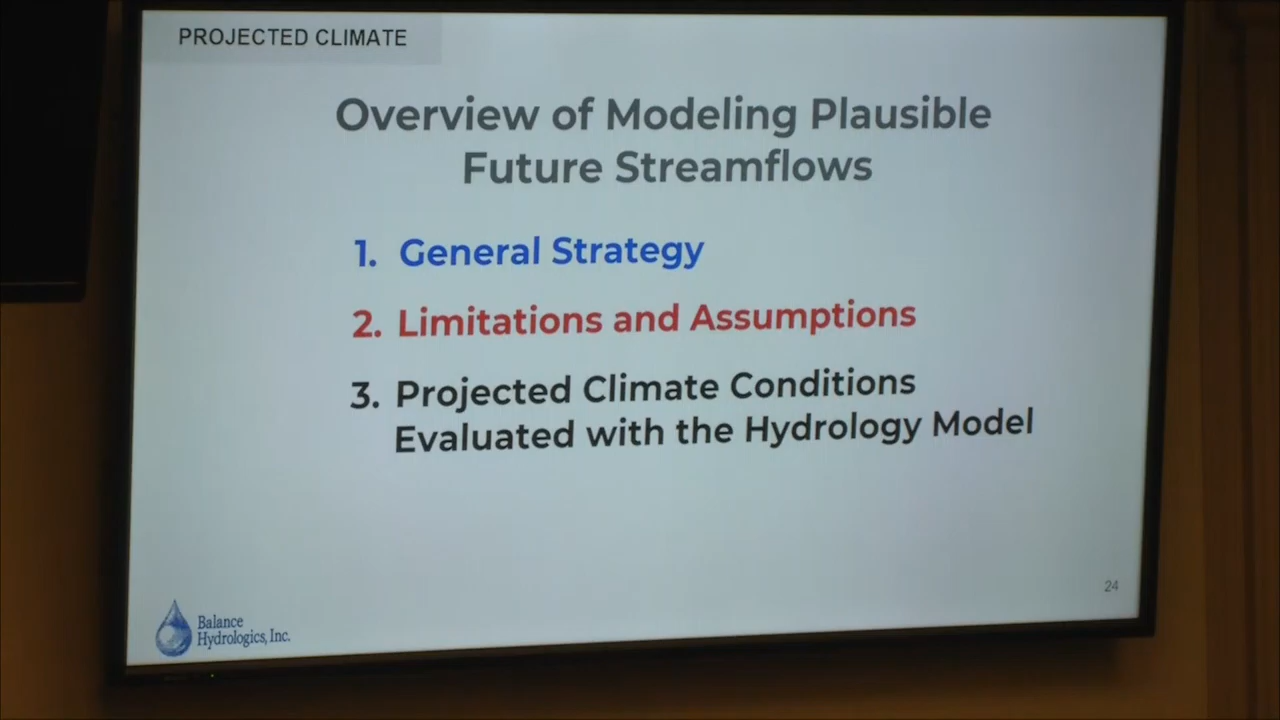 PROJECTED CLIMATE
Overview of Modeling Plausible
Future Streamflows
1. General Strategy
2. Limitations and Assumptions
3. Projected Climate Conditions
Evaluated with the Hydrology Model
24
Balance
Hydrologics, Inc.